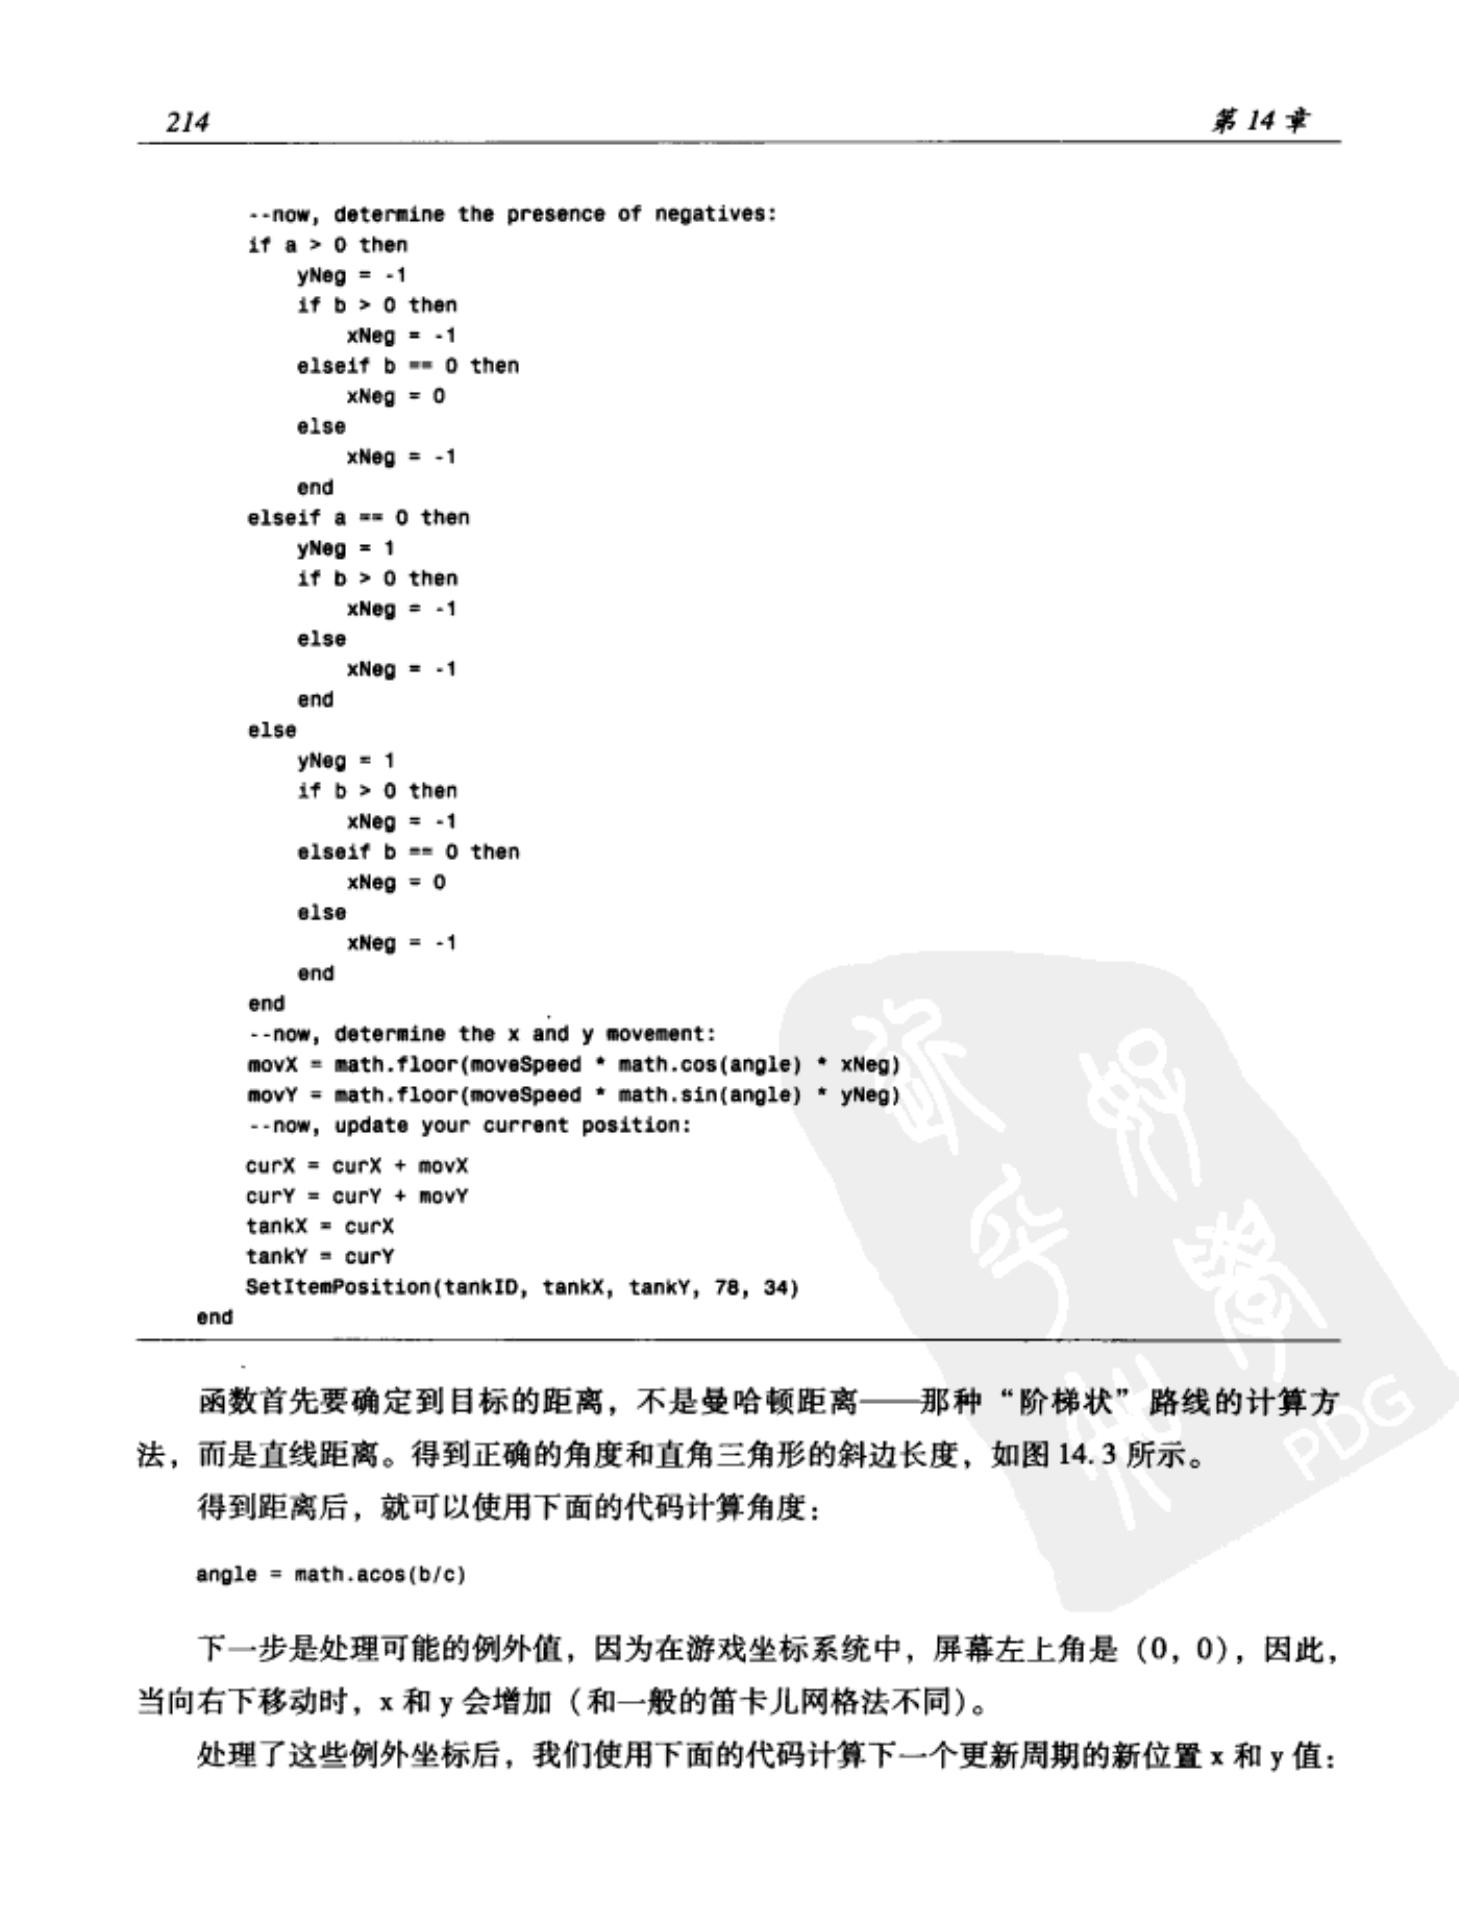 214
第 14 章
--now, determine the presence of negatives:
if a > 0 then
yNeg = -1
if b > 0 then
xNeg = -1
elseif b == 0 then
xNeg = 0
else
xNeg = -1
end
elseif a == 0 then
yNeg = 1
if b > 0 then
xNeg = -1
else
xNeg = -1
end
else
yNeg = 1
if b > 0 then
xNeg = -1
elseif b == 0 then
xNeg = 0
else
xNeg = -1
end
end
--now, determine the x and y movement:
movX = math.floor(moveSpeed * math.cos(angle) * xNeg)
movY = math.floor(moveSpeed * math.sin(angle) * yNeg)
--now, update your current position:
curX = curX + movX
curY = curY + movY
tankX = curX
tankY = curY
SetItemPosition(tankID, tankX, tankY, 78, 34)
end
函数首先要确定到目标的距离，不是曼哈顿距离——那种“阶梯状”路线的计算方
法，而是直线距离。得到正确的角度和直角三角形的斜边长度，如图 14.3 所示。
得到距离后，就可以使用下面的代码计算角度：
angle = math.acos(b/c)
下一步是处理可能的例外值，因为在游戏坐标系统中，屏幕左上角是（0，0），因此，
当向右下移动时，x 和 y 会增加（和一般的笛卡儿网格法不同）。
处理了这些例外坐标后，我们使用下面的代码计算下一个更新周期的新位置 x 和 y 值：
PDG